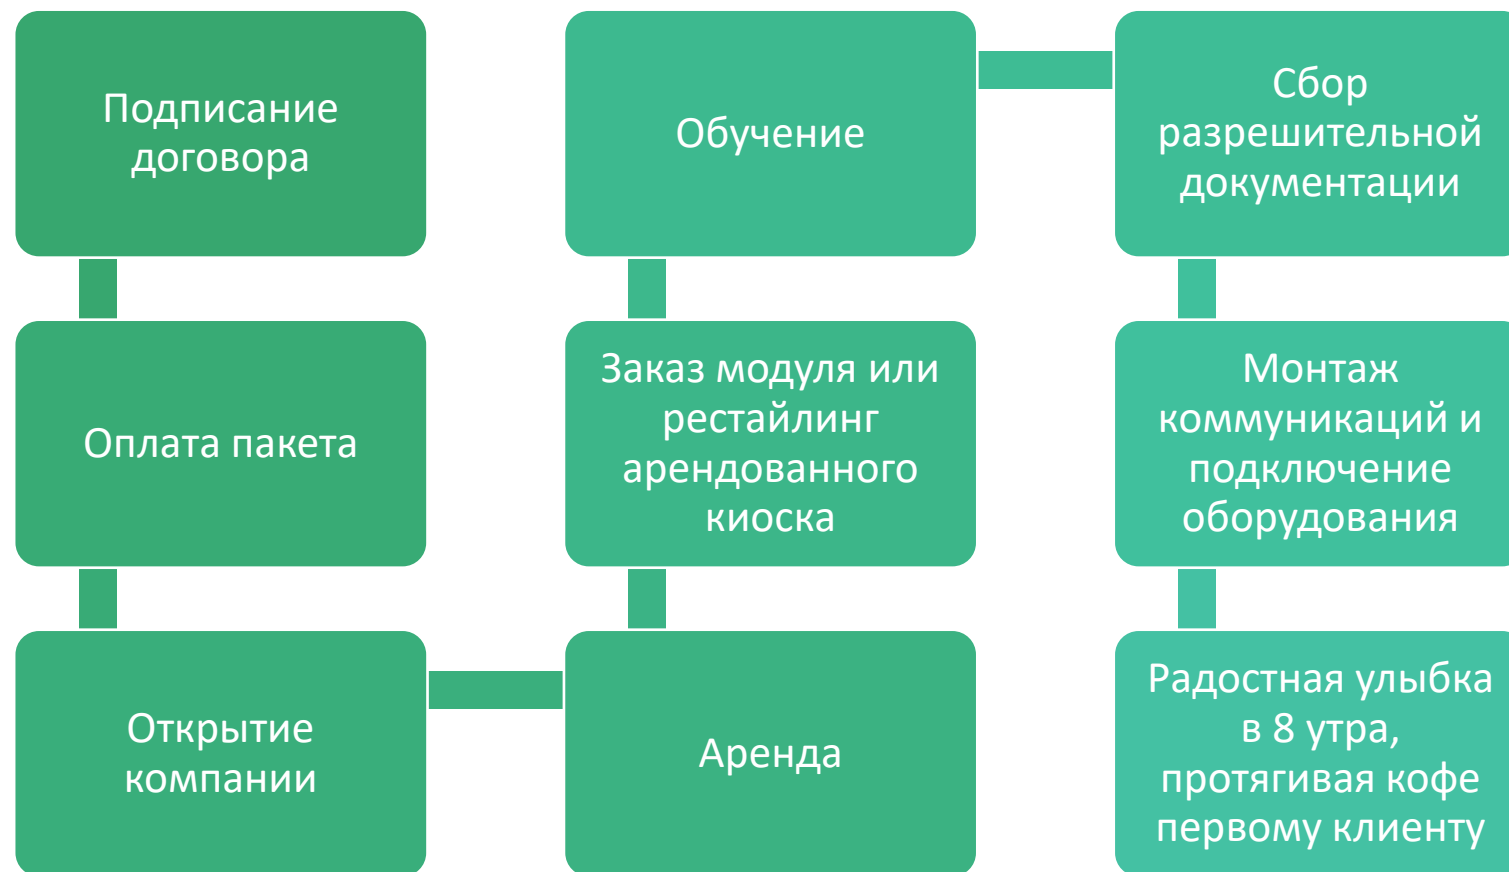 Подписание
договора
Оплата пакета
Открытие
компании
Аренда
Заказ модуля или
рестайлинг
арендованного
киоска
Обучение
Сбор
разрешительной
документации
Монтаж
коммуникаций и
подключение
оборудования
Радостная улыбка
в 8 утра,
протягивая кофе
первому клиенту